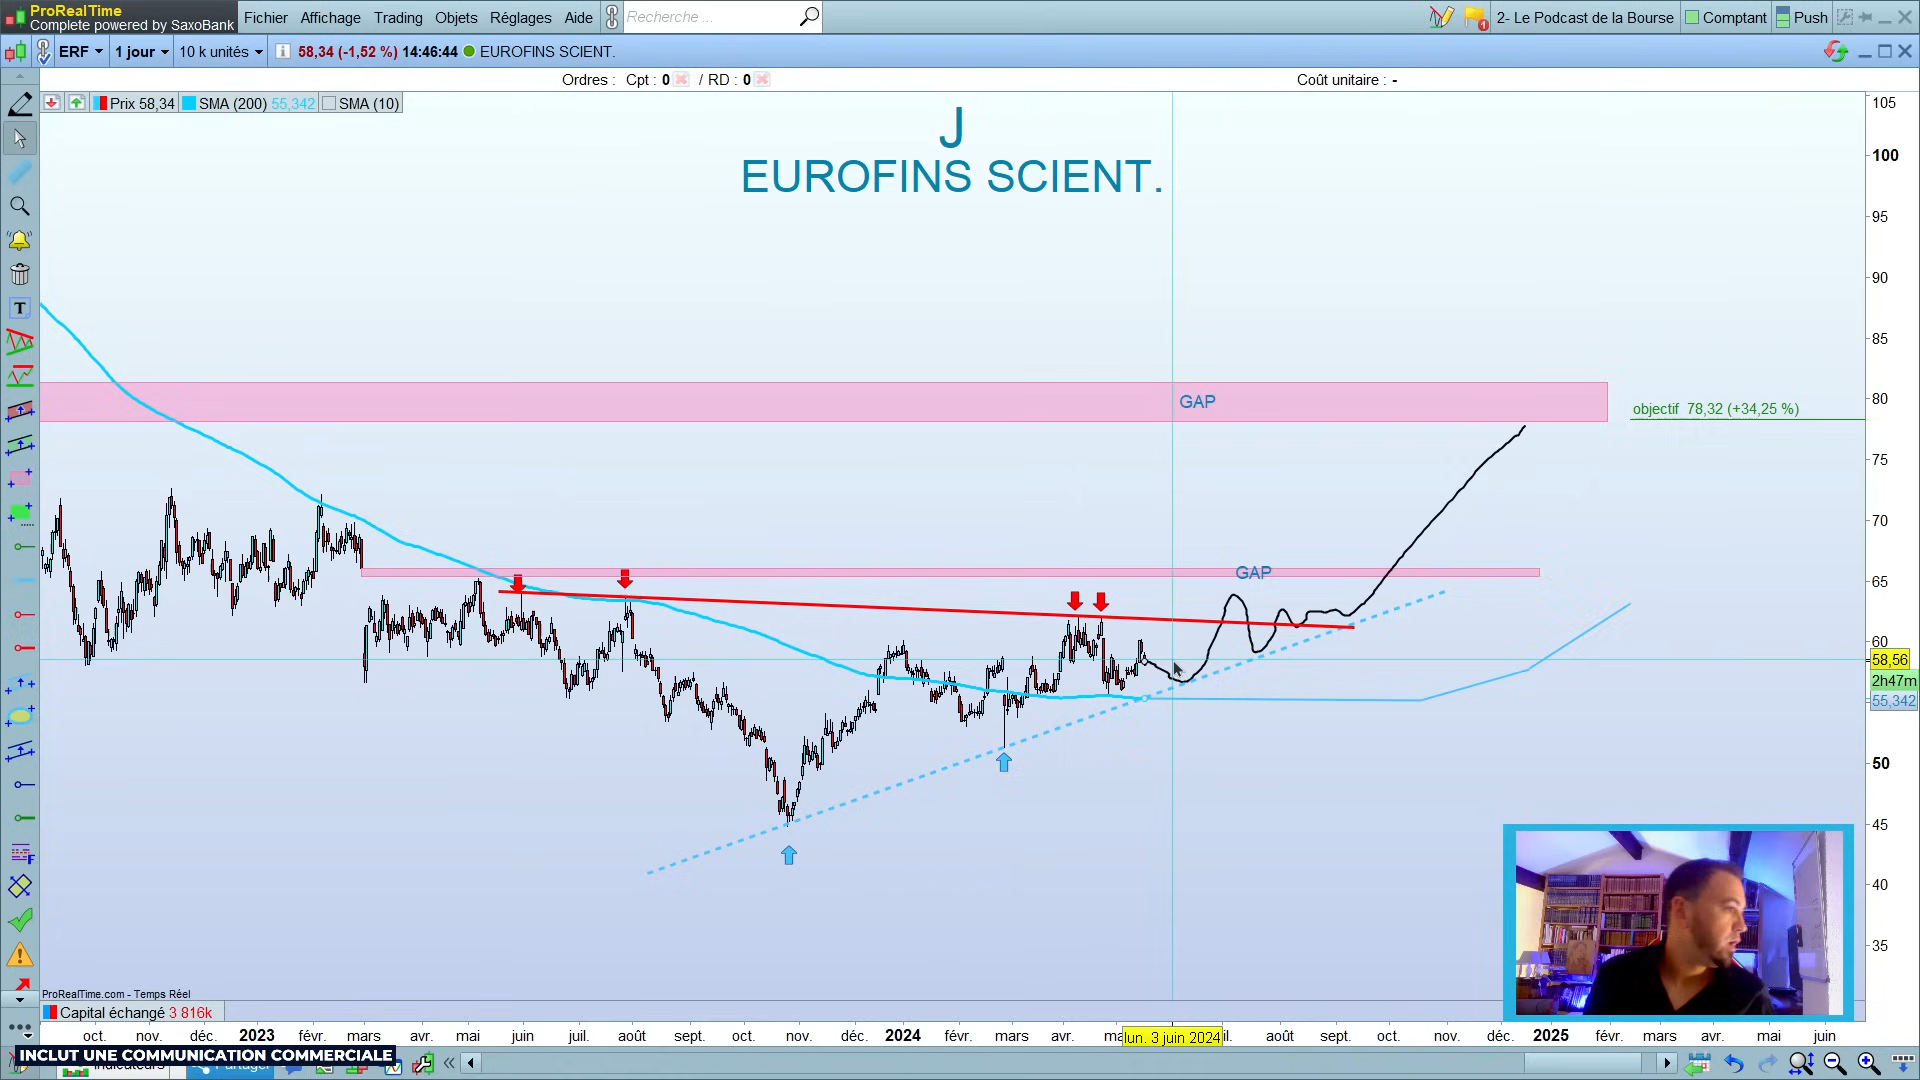 ProRealTime
Complete powered by SaxoBank
Fichier Affichage Trading Objets Réglages Aide
Recherche ...
2- Le Podcast de la Bourse
Comptant
Push
ERF
1 jour
10 k unités
58,34 (-1,52 %) 14:46:44 EUROFINS SCIENT.
Ordres : Cpt : 0 / RD : 0
Coût unitaire : -
Prix 58,34
SMA (200) 55,342
SMA (10)
J
EUROFINS SCIENT.
GAP
objectif 78,32 (+34,25 %)
GAP
105
100
95
90
85
80
75
70
65
60
58,56
2h47m
55,342
50
45
40
35
ProRealTime.com - Temps Réel
Capital échangé 3 816k
oct. nov. déc. 2023 févr. mars avr. mai juin juil. août sept. oct. nov. déc. 2024 févr. mars avr. lun. 3 juin 2024 août sept. oct. nov. déc. 2025 févr. mars avr. mai juin
INCLUT UNE COMMUNICATION COMMERCIALE
Indicateurs
Partager